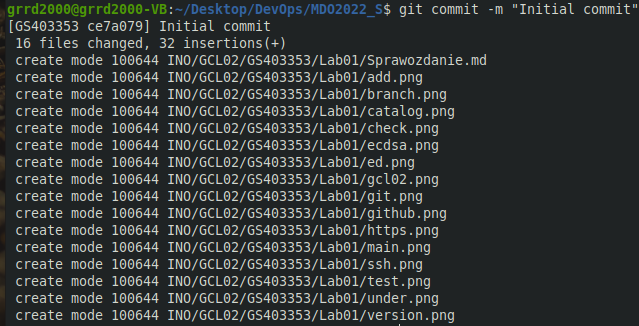 grrd2000@grrd2000-VB:~/Desktop/DevOps/MDO2022_S$ git commit -m "Initial commit"
[GS403353 ce7a079] Initial commit
 16 files changed, 32 insertions(+)
 create mode 100644 INO/GCL02/GS403353/Lab01/Sprawozdanie.md
 create mode 100644 INO/GCL02/GS403353/Lab01/add.png
 create mode 100644 INO/GCL02/GS403353/Lab01/branch.png
 create mode 100644 INO/GCL02/GS403353/Lab01/catalog.png
 create mode 100644 INO/GCL02/GS403353/Lab01/check.png
 create mode 100644 INO/GCL02/GS403353/Lab01/ecdsa.png
 create mode 100644 INO/GCL02/GS403353/Lab01/ed.png
 create mode 100644 INO/GCL02/GS403353/Lab01/gcl02.png
 create mode 100644 INO/GCL02/GS403353/Lab01/git.png
 create mode 100644 INO/GCL02/GS403353/Lab01/github.png
 create mode 100644 INO/GCL02/GS403353/Lab01/https.png
 create mode 100644 INO/GCL02/GS403353/Lab01/main.png
 create mode 100644 INO/GCL02/GS403353/Lab01/ssh.png
 create mode 100644 INO/GCL02/GS403353/Lab01/test.png
 create mode 100644 INO/GCL02/GS403353/Lab01/under.png
 create mode 100644 INO/GCL02/GS403353/Lab01/version.png